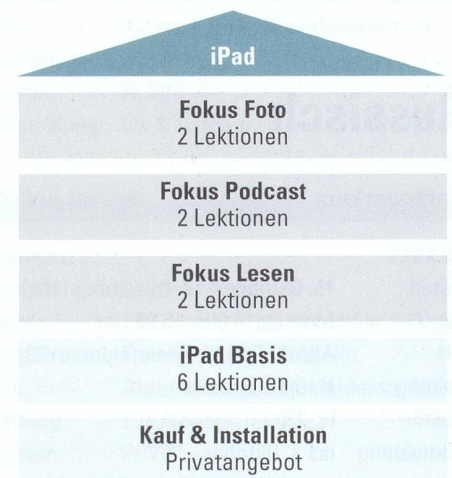 iPad
Fokus Foto
2 Lektionen
Fokus Podcast
2 Lektionen
Fokus Lesen
2 Lektionen
iPad Basis
6 Lektionen
Kauf & Installation
Privatangebot